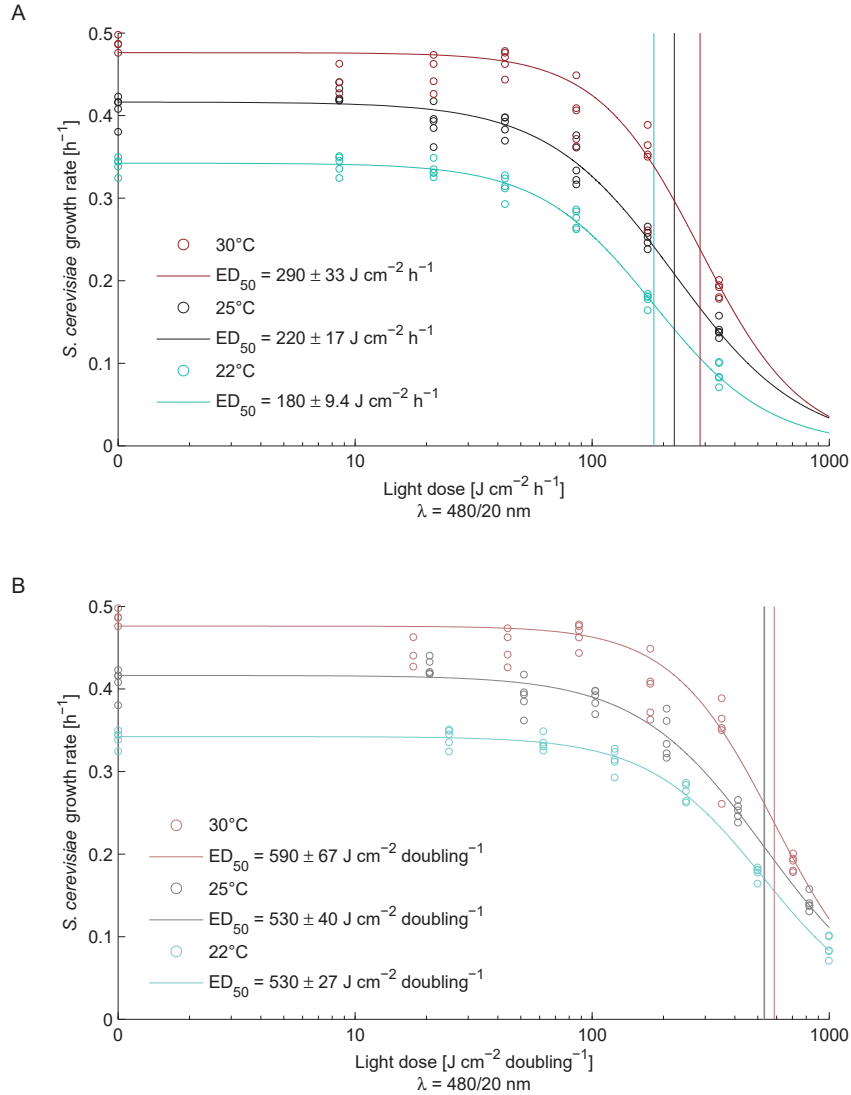 A
0.5
0.4
0.3
0.2
0.1
0
S. cerevisiae growth rate [h⁻¹]
30°C
ED₅₀ = 290 ± 33 J cm⁻² h⁻¹
25°C
ED₅₀ = 220 ± 17 J cm⁻² h⁻¹
22°C
ED₅₀ = 180 ± 9.4 J cm⁻² h⁻¹
0 10 100 1000
Light dose [J cm⁻² h⁻¹]
λ = 480/20 nm
B
0.5
0.4
0.3
0.2
0.1
0
S. cerevisiae growth rate [h⁻¹]
30°C
ED₅₀ = 590 ± 67 J cm⁻² doubling⁻¹
25°C
ED₅₀ = 530 ± 40 J cm⁻² doubling⁻¹
22°C
ED₅₀ = 530 ± 27 J cm⁻² doubling⁻¹
0 10 100 1000
Light dose [J cm⁻² doubling⁻¹]
λ = 480/20 nm